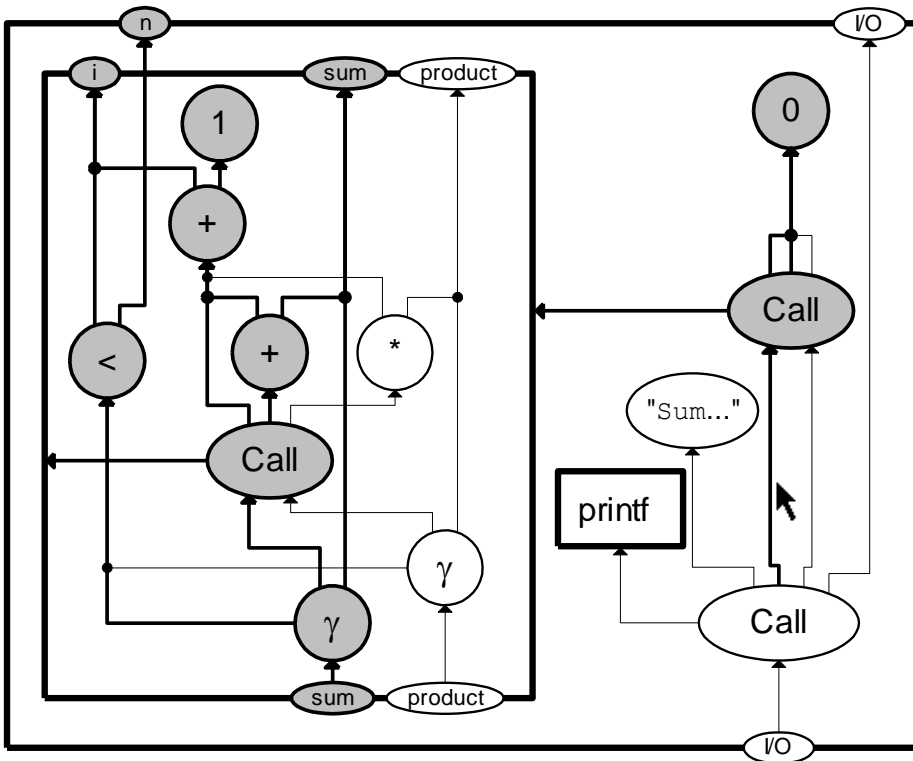 n
I/O
i
sum
product
1
0
+
Call
<
+
*
"Sum..."
Call
printf
γ
γ
Call
sum
product
I/O